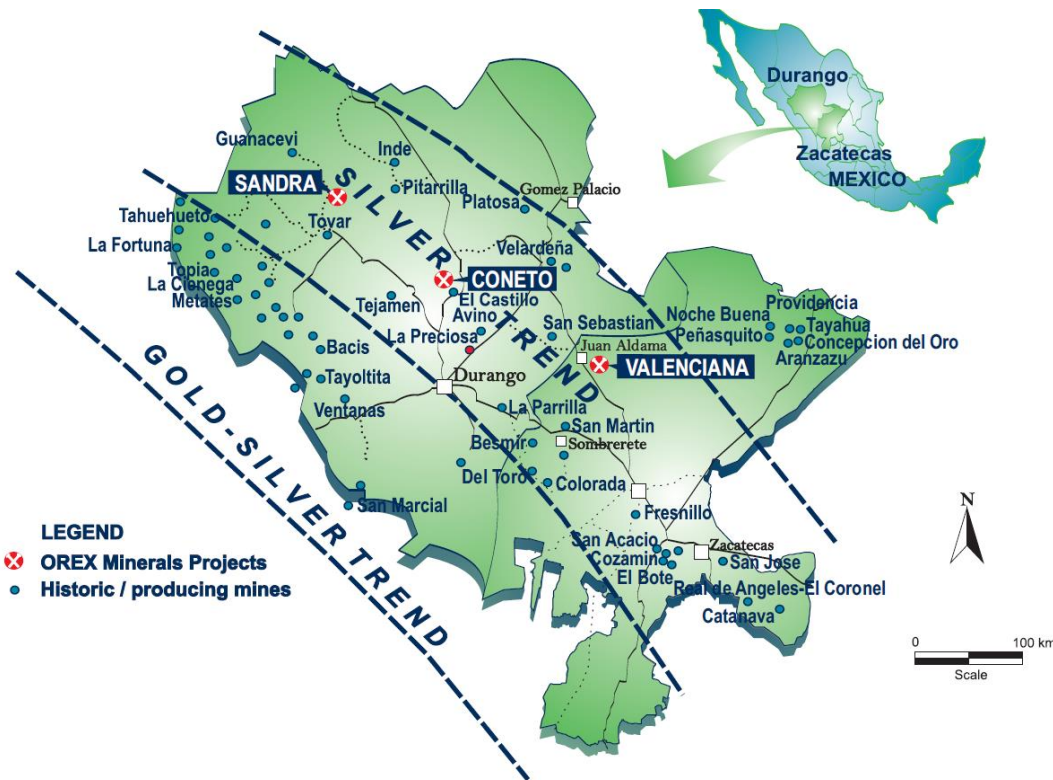 Durango
Zacatecas
MEXICO
Guanacevi
Inde
SANDRA
Pitarrilla
Gomez Palacio
Platosa
Tahuehueto
Tovar
La Fortuna
Velardeña
SILVER TREND
Topia
La Cienega
Metates
CONETO
Tejamen
El Castillo
Avino
La Preciosa
San Sebastian
Noche Buena
Providencia
Peñasquito
Tayahua
Concepcion del Oro
Aranzazu
Juan Aldama
VALENCIANA
Bacis
Tayoltita
Durango
Ventanas
La Parrilla
San Martin
Besmir
Sombrerete
Del Toro
Colorada
San Marcial
Fresnillo
GOLD-SILVER TREND
San Acacio
Zacatecas
Cozamin
San Jose
El Bote
Real de Angeles-El Coronel
Catanava
N
LEGEND
OREX Minerals Projects
Historic / producing mines
0 100 km
Scale